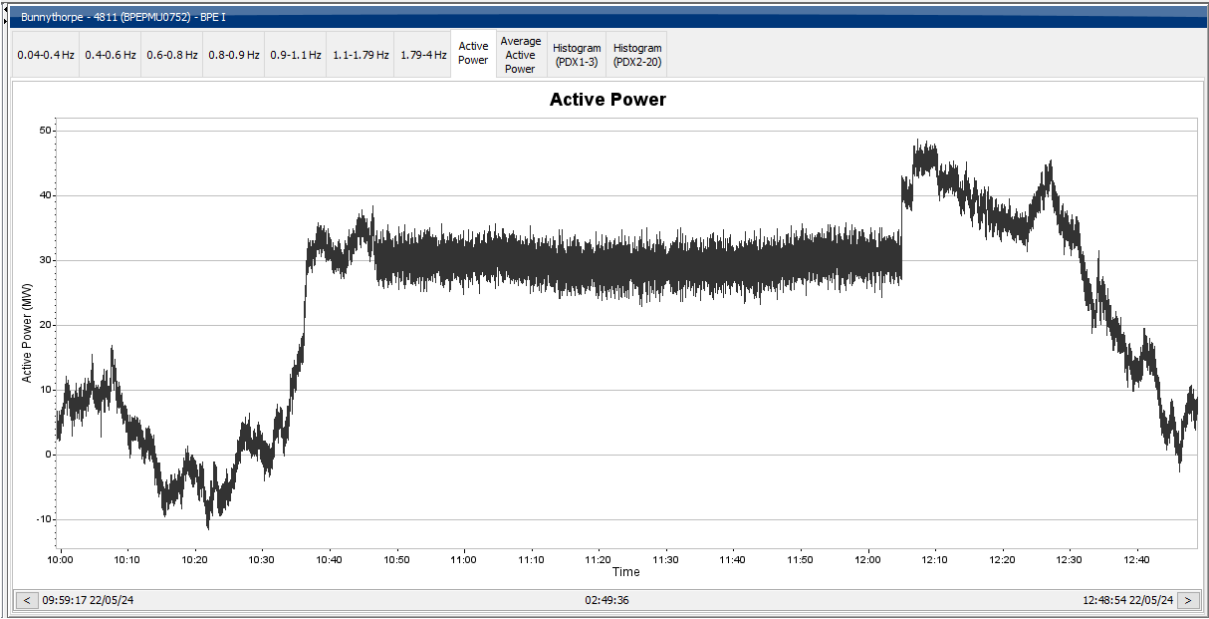 Bunnythorpe - 4811 (BPEPMU0752) - BPE I
0.04-0.4 Hz 0.4-0.6 Hz 0.6-0.8 Hz 0.8-0.9 Hz 0.9-1.1 Hz 1.1-1.79 Hz 1.79-4 Hz
Active
Power
Average
Active
Power
Histogram
(PDX1-3)
Histogram
(PDX2-20)
Active Power
Active Power (MW)
50
40
30
20
10
0
-10
10:00 10:10 10:20 10:30 10:40 10:50 11:00 11:10 11:20 11:30 11:40 11:50 12:00 12:10 12:20 12:30 12:40
Time
< 09:59:17 22/05/24 02:49:36 12:48:54 22/05/24 >